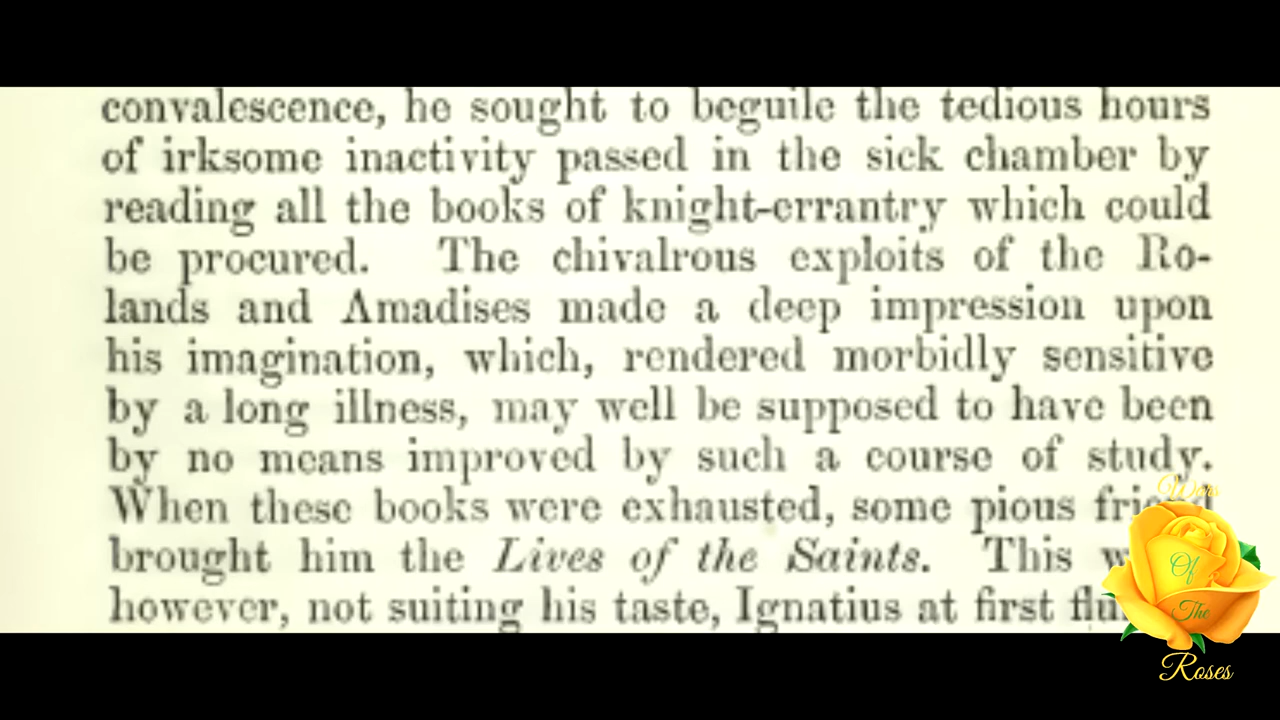 convalescence, he sought to beguile the tedious hours
of irksome inactivity passed in the sick chamber by
reading all the books of knight-errantry which could
be procured. The chivalrous exploits of the Ro-
lands and Amadises made a deep impression upon
his imagination, which, rendered morbidly sensitive
by a long illness, may well be supposed to have been
by no means improved by such a course of study.
When these books were exhausted, some pious
brought him the Lives of the Saints. This
however, not suiting his taste, Ignatius at first
Wars
Of
The
Roses